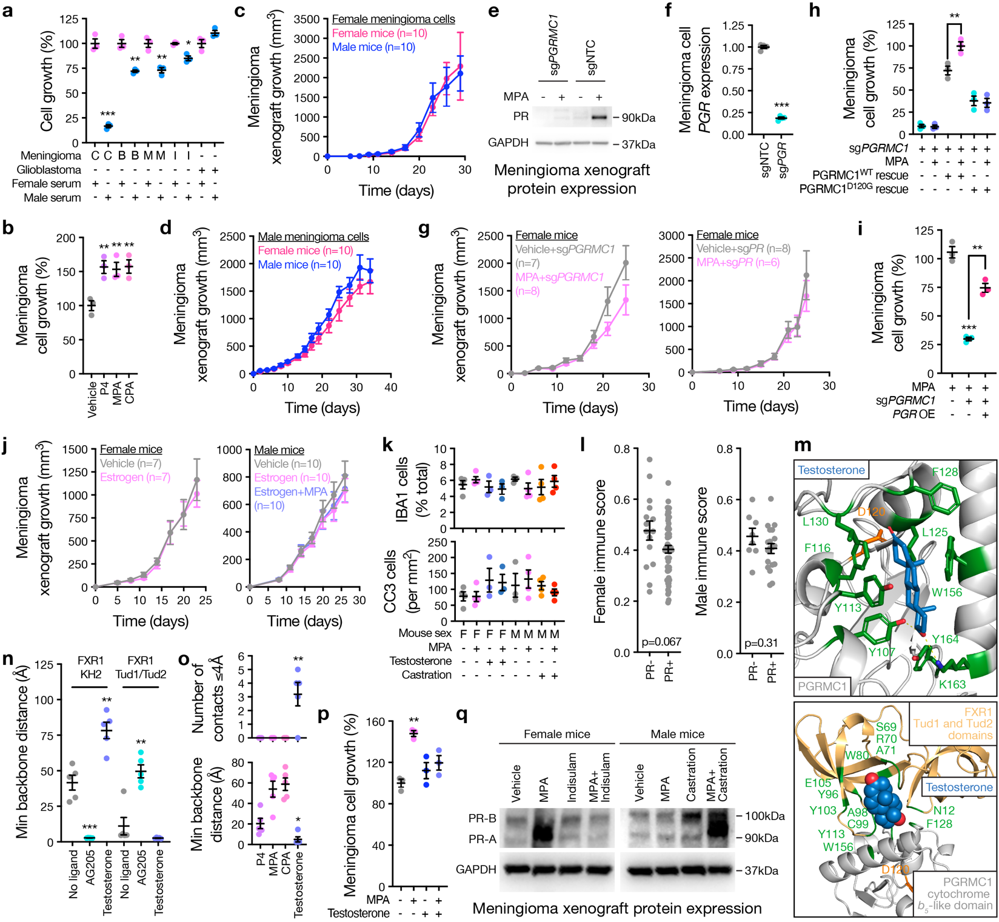 a
Cell growth (%)
125
100
75
50
25
0
***
**
**
*
Meningioma C C B B M M I I - -
Glioblastoma - - - - - - - - + +
Female serum + - + - + - + - + -
Male serum - + - + - + - + - +
b
Meningioma
cell growth (%)
200
150
100
50
0
** ** **
Vehicle
P4
MPA
CPA
c
Meningioma
xenograft growth (mm³)
3500
3000
2500
2000
1500
1000
500
0
Female meningioma cells
Female mice (n=10)
Male mice (n=10)
0 10 20 30
Time (days)
d
Meningioma
xenograft growth (mm³)
2500
2000
1500
1000
500
0
Male meningioma cells
Female mice (n=10)
Male mice (n=10)
0 10 20 30 40
Time (days)
e
sgPGRMC1
sgNTC
MPA - + - +
PR
90kDa
GAPDH
37kDa
Meningioma xenograft
protein expression
f
Meningioma cell
PGR expression
1.25
1.00
0.75
0.50
0.25
0.00
***
sgNTC
sgPGR
g
Meningioma
xenograft growth (mm³)
2500
2000
1500
1000
500
0
Female mice
Vehicle+sgPGRMC1
(n=7)
MPA+sgPGRMC1
(n=8)
0 10 20 30
Time (days)
3000
2500
2000
1500
1000
500
0
Female mice
Vehicle+sgPR (n=8)
MPA+sgPR (n=6)
0 10 20 30
Time (days)
h
Meningioma
cell growth (%)
125
100
75
50
25
0
**
sgPGRMC1 + + + + + +
MPA - + - + - +
PGRMC1^WT rescue - - + + - -
PGRMC1^D120G rescue - - - - + +
i
Meningioma
cell growth (%)
125
100
75
50
25
0
***
**
MPA + + +
sgPGRMC1 - + +
PGR OE - - +
j
Meningioma
xenograft growth (mm³)
1500
1250
1000
750
500
250
0
Female mice
Vehicle (n=7)
Estrogen (n=7)
0 5 10 15 20 25
Time (days)
1000
800
600
400
200
0
Male mice
Vehicle (n=10)
Estrogen (n=10)
Estrogen+MPA
(n=10)
0 5 10 15 20 25 30
Time (days)
k
IBA1 cells
(% total)
10
8
6
4
2
0
CC3 cells
(per mm²)
250
200
150
100
50
0
Mouse sex F F F F M M M M
MPA - + - + - + - +
Testosterone - - + + - - - -
Castration - - - - - - + +
l
Female immune score
0.8
0.6
0.4
0.2
0.0
p=0.067
PR-
PR+
Male immune score
0.8
0.6
0.4
0.2
0.0
p=0.31
PR-
PR+
m
Testosterone
F128
D120
L130
L125
F116
W156
Y113
Y164
Y107
K163
PGRMC1
FXR1
Tud1 and Tud2
domains
S69
R70
A71
W80
E105
Y96
Testosterone
Y103
A98
C99
N12
F128
Y113
W156
D120
PGRMC1
cytochrome
b₅-like domain
n
Min backbone distance (Å)
FXR1
KH2
FXR1
Tud1/Tud2
125
100
75
50
25
0
***
**
**
No ligand
AG205
Testosterone
No ligand
AG205
Testosterone
o
Number of
contacts ≤4Å
6
5
4
3
2
1
0
**
Min backbone
distance (Å)
80
60
40
20
0
*
P4
MPA
CPA
Testosterone
p
Meningioma cell growth (%)
160
120
80
40
0
**
MPA - + - +
Testosterone - - + +
q
Female mice
Male mice
Vehicle
MPA
Indisulam
MPA+
Indisulam
Vehicle
MPA
Castration
MPA+
Castration
PR-B
100kDa
PR-A
90kDa
GAPDH
37kDa
Meningioma xenograft protein expression